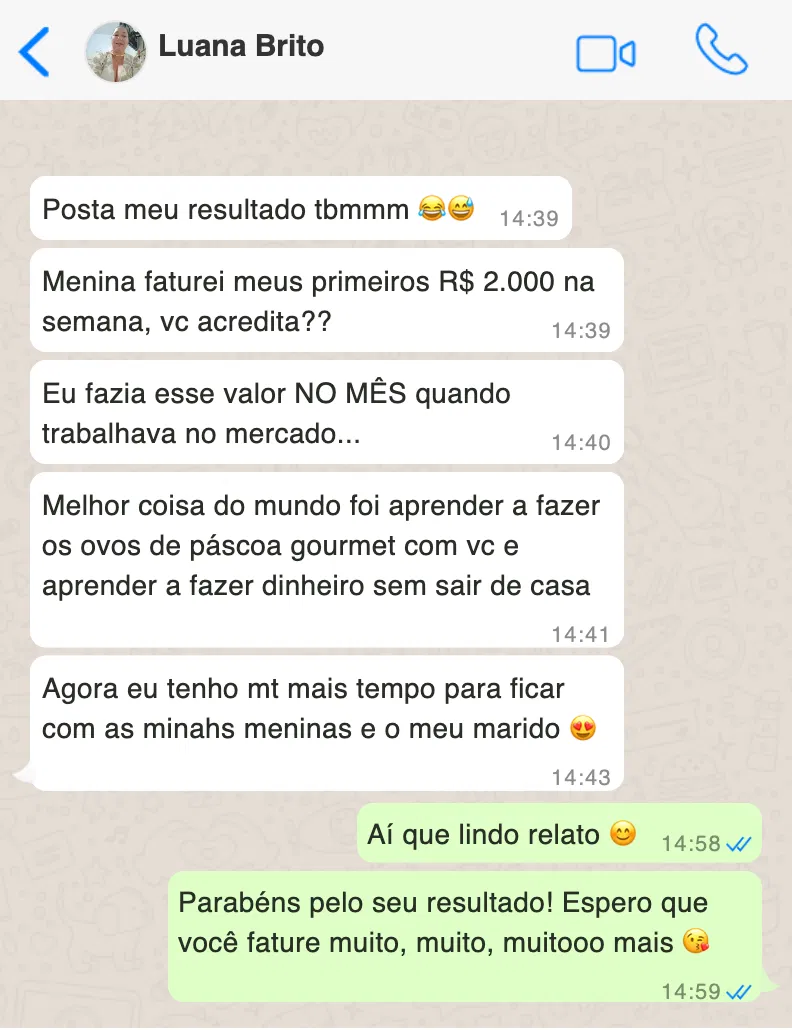 Luana Brito
Posta meu resultado tbmmm 😂😅 14:39
Menina faturei meus primeiros R$ 2.000 na
semana, vc acredita?? 14:39
Eu fazia esse valor NO MÊS quando
trabalhava no mercado... 14:40
Melhor coisa do mundo foi aprender a fazer
os ovos de páscoa gourmet com vc e
aprender a fazer dinheiro sem sair de casa
14:41
Agora eu tenho mt mais tempo para ficar
com as minahs meninas e o meu marido 😍
14:43
Aí que lindo relato 😊 14:58
Parabéns pelo seu resultado! Espero que
você fature muito, muito, muitooo mais 😘
14:59